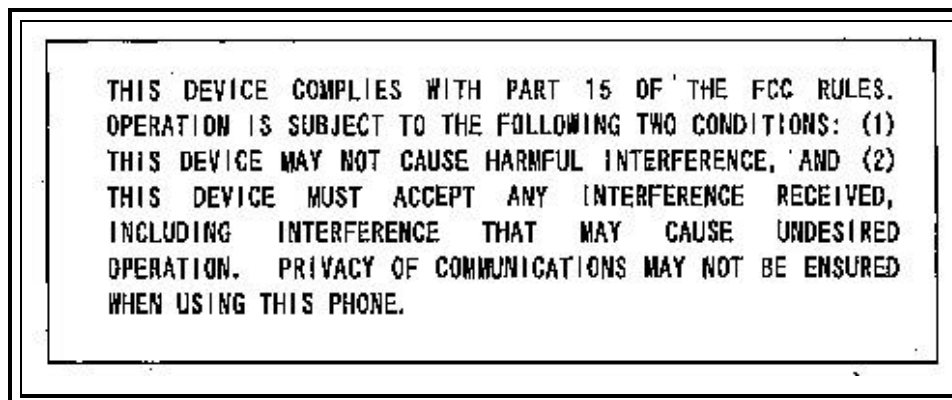 THIS DEVICE COMPLIES WITH PART 15 OF THE FCC RULES.
OPERATION IS SUBJECT TO THE FOLLOWING TWO CONDITIONS: (1)
THIS DEVICE MAY NOT CAUSE HARMFUL INTERFERENCE, AND (2)
THIS DEVICE MUST ACCEPT ANY INTERFERENCE RECEIVED,
INCLUDING INTERFERENCE THAT MAY CAUSE UNDESIRED
OPERATION. PRIVACY OF COMMUNICATIONS MAY NOT BE ENSURED
WHEN USING THIS PHONE.